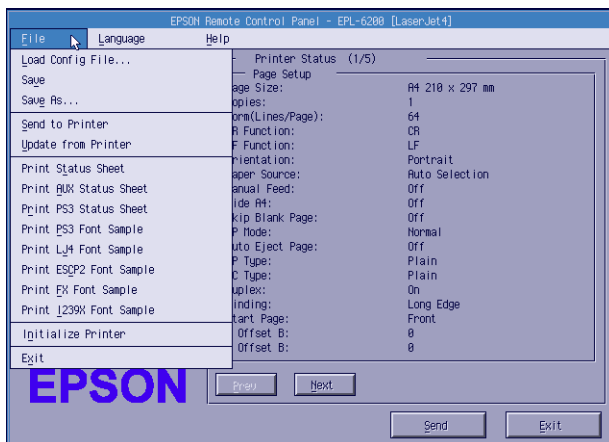 EPSON Remote Control Panel - EPL-6200 [LaserJet4]
File Language Help
Load Config File...
Save
Save As...
Send to Printer
Update from Printer
Print Status Sheet
Print AUX Status Sheet
Print PS3 Status Sheet
Print PS3 Font Sample
Print LJ4 Font Sample
Print ESCP2 Font Sample
Print FX Font Sample
Print I239X Font Sample
Initialize Printer
Exit
Printer Status (1/5)
Page Setup
age Size: A4 210 x 297 mm
opies: 1
orm(Lines/Page): 64
R Function: CR
F Function: LF
rientation: Portrait
aper Source: Auto Selection
anual Feed: Off
ide A4: Off
kip Blank Page: Off
P Mode: Normal
uto Eject Page: Off
P Type: Plain
C Type: Plain
uplex: On
inding: Long Edge
tart Page: Front
Offset B: 0
Offset B: 0
EPSON
Prev Next
Send Exit